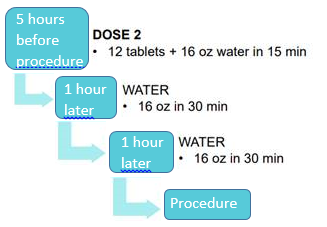 5 hours
before
procedure
DOSE 2
• 12 tablets + 16 oz water in 15 min
1 hour
later
WATER
• 16 oz in 30 min
1 hour
later
WATER
• 16 oz in 30 min
Procedure